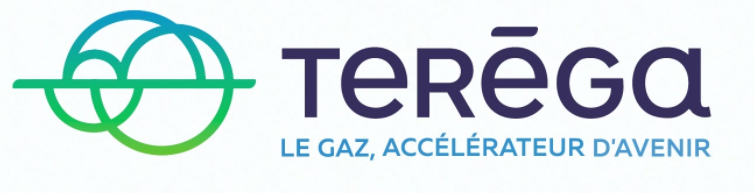 TERĒGA
LE GAZ, ACCÉLÉRATEUR D'AVENIR